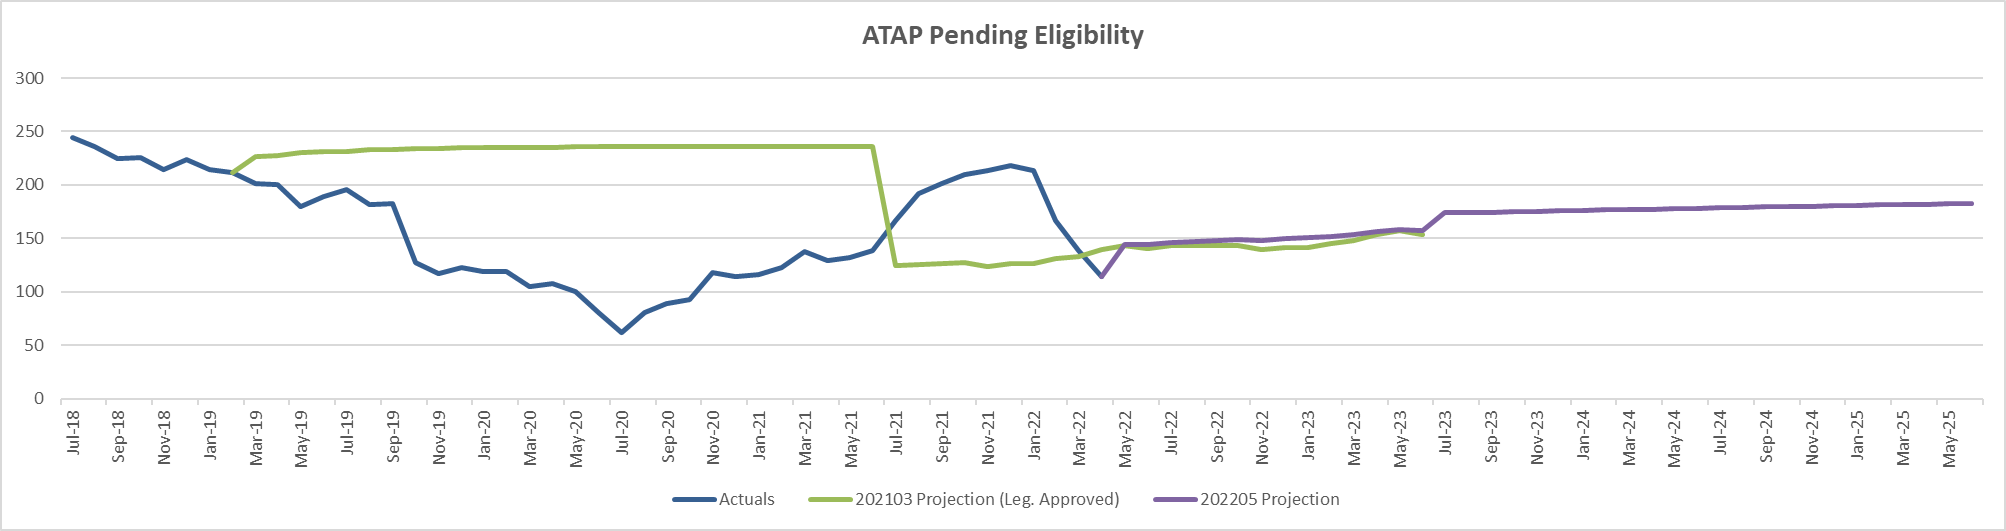 ATAP Pending Eligibility
300
250
200
150
100
50
0
Jul-18
Sep-18
Nov-18
Jan-19
Mar-19
May-19
Jul-19
Sep-19
Nov-19
Jan-20
Mar-20
May-20
Jul-20
Sep-20
Nov-20
Jan-21
Mar-21
May-21
Jul-21
Sep-21
Nov-21
Jan-22
Mar-22
May-22
Jul-22
Sep-22
Nov-22
Jan-23
Mar-23
May-23
Jul-23
Sep-23
Nov-23
Jan-24
Mar-24
May-24
Jul-24
Sep-24
Nov-24
Jan-25
Mar-25
May-25
Actuals
202103 Projection (Leg. Approved)
202205 Projection